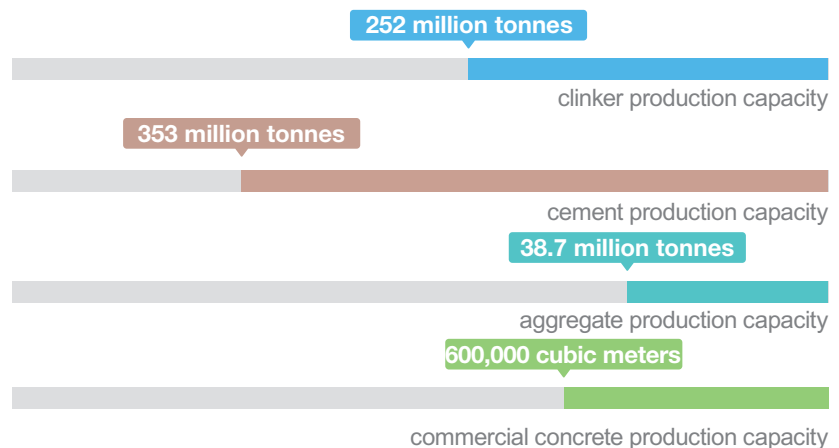 252 million tonnes
clinker production capacity
353 million tonnes
cement production capacity
38.7 million tonnes
aggregate production capacity
600,000 cubic meters
commercial concrete production capacity